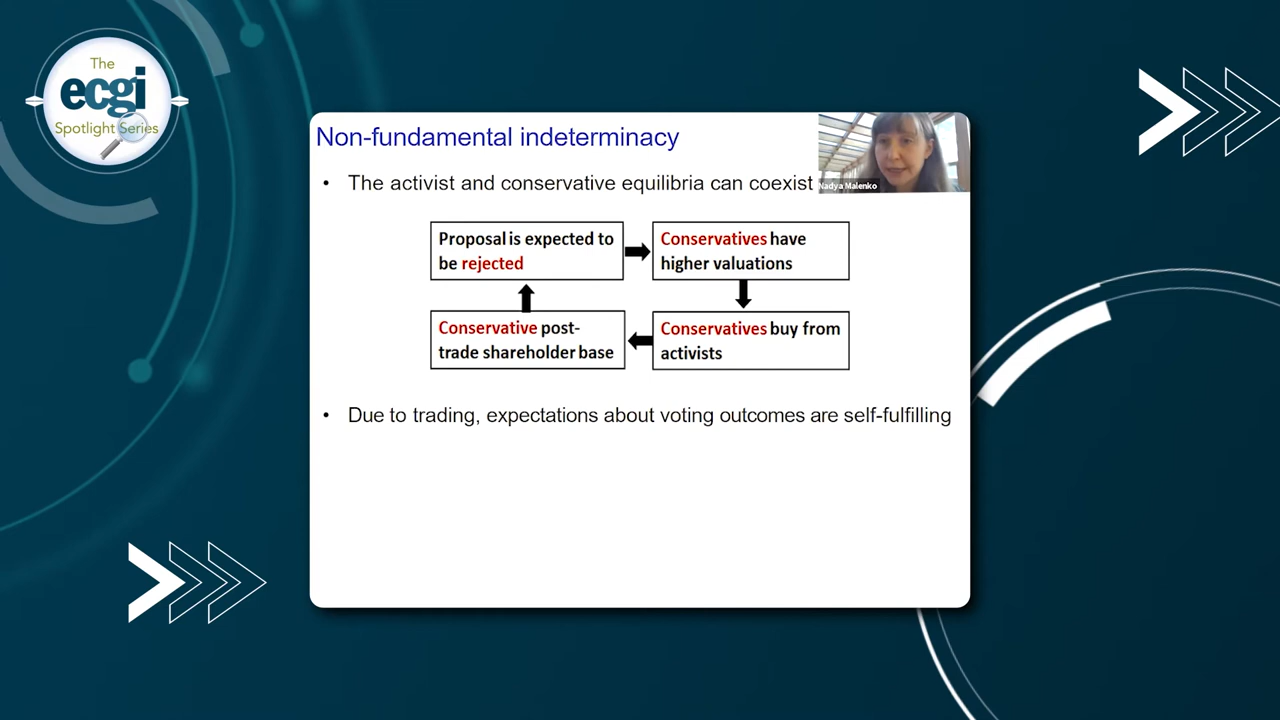 The
ecgi
Spotlight Series
Non-fundamental indeterminacy
• The activist and conservative equilibria can coexist
Nadya Malenko
Proposal is expected to
be rejected
Conservatives have
higher valuations
Conservative post-
trade shareholder base
Conservatives buy from
activists
• Due to trading, expectations about voting outcomes are self-fulfilling